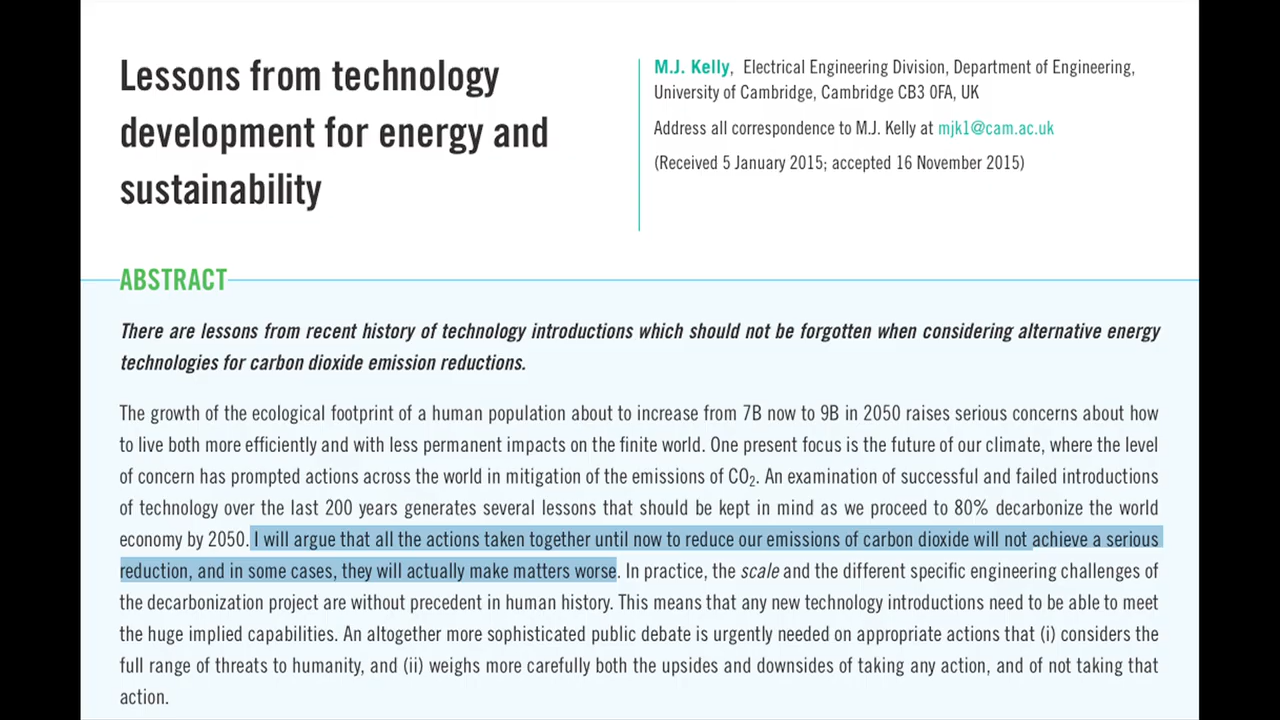 Lessons from technology
development for energy and
sustainability
M.J. Kelly, Electrical Engineering Division, Department of Engineering,
University of Cambridge, Cambridge CB3 0FA, UK
Address all correspondence to M.J. Kelly at mjk1@cam.ac.uk
(Received 5 January 2015; accepted 16 November 2015)
ABSTRACT
There are lessons from recent history of technology introductions which should not be forgotten when considering alternative energy
technologies for carbon dioxide emission reductions.
The growth of the ecological footprint of a human population about to increase from 7B now to 9B in 2050 raises serious concerns about how
to live both more efficiently and with less permanent impacts on the finite world. One present focus is the future of our climate, where the level
of concern has prompted actions across the world in mitigation of the emissions of CO₂. An examination of successful and failed introductions
of technology over the last 200 years generates several lessons that should be kept in mind as we proceed to 80% decarbonize the world
economy by 2050. I will argue that all the actions taken together until now to reduce our emissions of carbon dioxide will not achieve a serious
reduction, and in some cases, they will actually make matters worse. In practice, the scale and the different specific engineering challenges of
the decarbonization project are without precedent in human history. This means that any new technology introductions need to be able to meet
the huge implied capabilities. An altogether more sophisticated public debate is urgently needed on appropriate actions that (i) considers the
full range of threats to humanity, and (ii) weighs more carefully both the upsides and downsides of taking any action, and of not taking that
action.